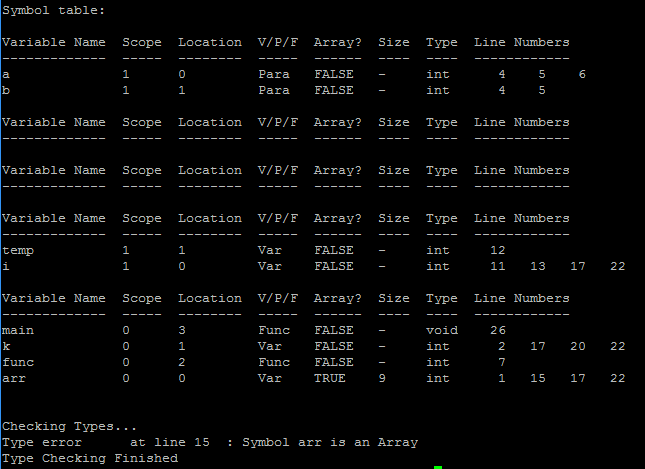 Symbol table:
Variable Name  Scope  Location  V/P/F  Array?  Size  Type  Line Numbers
-------------  -----  --------  -----  ------  ----  ----  ------------
a              1      0         Para   FALSE   -     int      4    5    6
b              1      1         Para   FALSE   -     int      4    5
Variable Name  Scope  Location  V/P/F  Array?  Size  Type  Line Numbers
-------------  -----  --------  -----  ------  ----  ----  ------------
Variable Name  Scope  Location  V/P/F  Array?  Size  Type  Line Numbers
-------------  -----  --------  -----  ------  ----  ----  ------------
Variable Name  Scope  Location  V/P/F  Array?  Size  Type  Line Numbers
-------------  -----  --------  -----  ------  ----  ----  ------------
temp           1      1         Var    FALSE   -     int     12
i              1      0         Var    FALSE   -     int     11   13   17   22
Variable Name  Scope  Location  V/P/F  Array?  Size  Type  Line Numbers
-------------  -----  --------  -----  ------  ----  ----  ------------
main           0      3         Func   FALSE   -     void    26
k              0      1         Var    FALSE   -     int      2   17   20   22
func           0      2         Func   FALSE   -     int      7
arr            0      0         Var    TRUE    9     int      1   15   17   22
Checking Types...
Type error      at line 15  : Symbol arr is an Array
Type Checking Finished